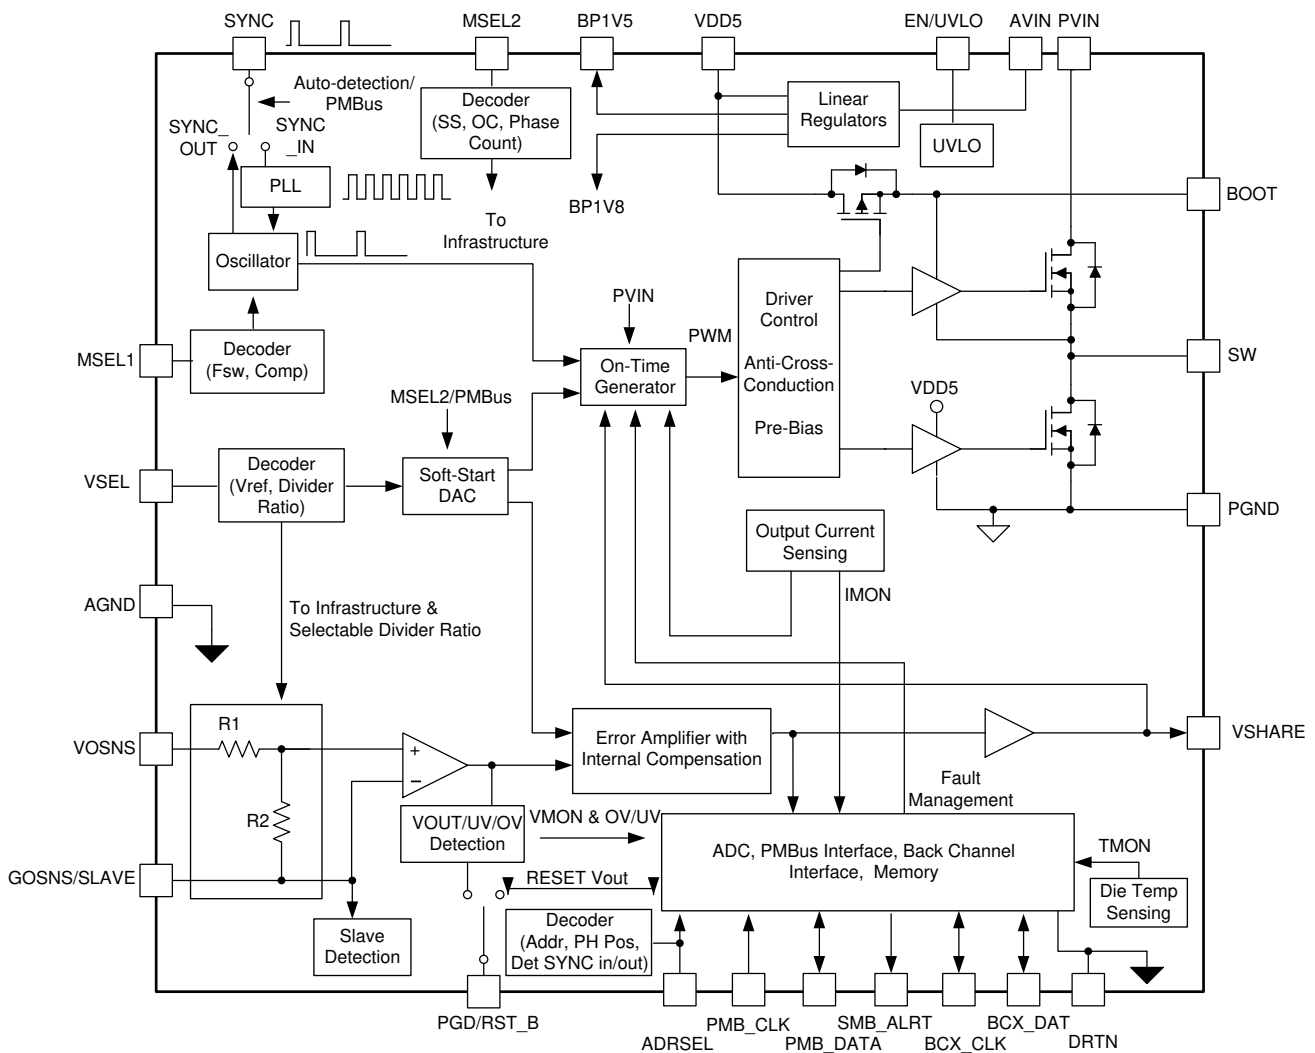 SYNC
MSEL2
BP1V5
VDD5
EN/UVLO
AVIN
PVIN
Auto-detection/
PMBus
SYNC_
OUT
SYNC
_IN
Decoder
(SS, OC, Phase
Count)
Linear
Regulators
UVLO
PLL
BP1V8
BOOT
To
Infrastructure
Oscillator
PVIN
Driver
Control
Anti-Cross-
Conduction
Pre-Bias
PWM
MSEL1
Decoder
(Fsw, Comp)
On-Time
Generator
SW
MSEL2/PMBus
VDD5
VSEL
Decoder
(Vref, Divider
Ratio)
Soft-Start
DAC
PGND
Output Current
Sensing
IMON
AGND
To Infrastructure &
Selectable Divider Ratio
R1
VOSNS
+
−
Error Amplifier with
Internal Compensation
VSHARE
Fault
Management
R2
VOUT/UV/OV
Detection
VMON & OV/UV
ADC, PMBus Interface, Back Channel
Interface, Memory
TMON
GOSNS/SLAVE
RESET Vout
Die Temp
Sensing
Slave
Detection
Decoder
(Addr, PH Pos,
Det SYNC in/out)
PGD/RST_B
ADRSEL
PMB_CLK
PMB_DATA
SMB_ALRT
BCX_CLK
BCX_DAT
DRTN